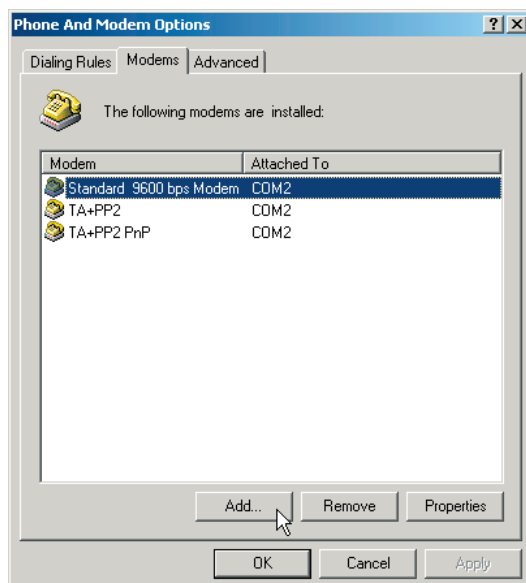 Phone And Modem Options
Dialing Rules Modems Advanced
The following modems are installed:
Modem Attached To
Standard 9600 bps Modem COM2
TA+PP2 COM2
TA+PP2 PnP COM2
Add... Remove Properties
OK Cancel Apply